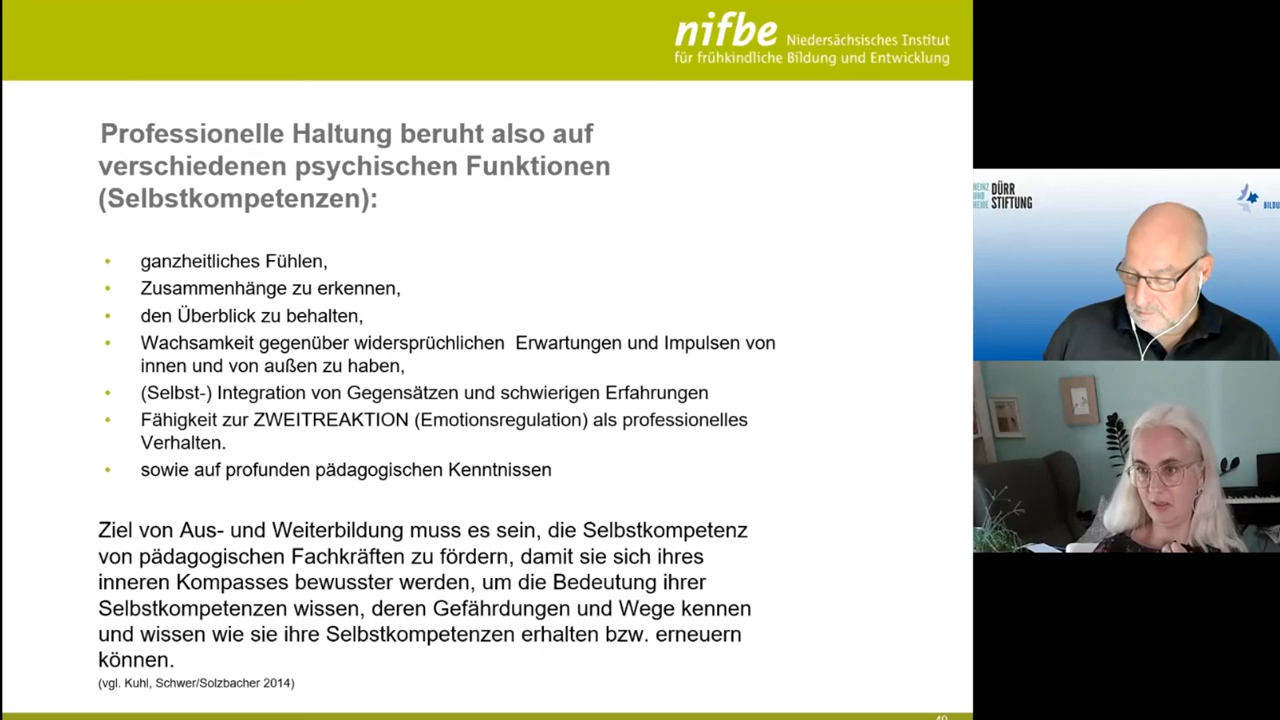 nifbe Niedersächsisches Institut
für frühkindliche Bildung und Entwicklung
Professionelle Haltung beruht also auf
verschiedenen psychischen Funktionen
(Selbstkompetenzen):
• ganzheitliches Fühlen,
• Zusammenhänge zu erkennen,
• den Überblick zu behalten,
• Wachsamkeit gegenüber widersprüchlichen Erwartungen und Impulsen von
innen und von außen zu haben,
• (Selbst-) Integration von Gegensätzen und schwierigen Erfahrungen
• Fähigkeit zur ZWEITREAKTION (Emotionsregulation) als professionelles
Verhalten.
• sowie auf profunden pädagogischen Kenntnissen
Ziel von Aus- und Weiterbildung muss es sein, die Selbstkompetenz
von pädagogischen Fachkräften zu fördern, damit sie sich ihres
inneren Kompasses bewusster werden, um die Bedeutung ihrer
Selbstkompetenzen wissen, deren Gefährdungen und Wege kennen
und wissen wie sie ihre Selbstkompetenzen erhalten bzw. erneuern
können.
(vgl. Kuhl, Schwer/Solzbacher 2014)
HEINZ
UND
HEIDE
DÜRR
STIFTUNG
BILDU